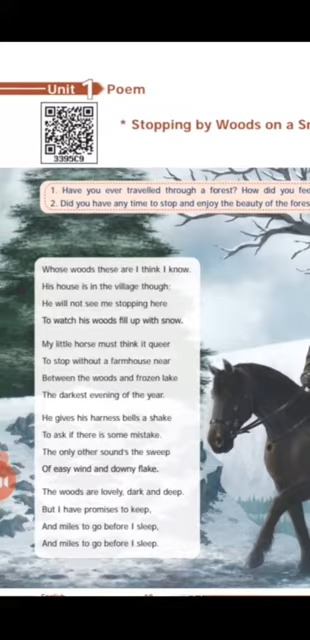 Unit 1 Poem
3395C9
* Stopping by Woods on a Sn
1. Have you ever travelled through a forest? How did you fee
2. Did you have any time to stop and enjoy the beauty of the fores
Whose woods these are I think I know.
His house is in the village though;
He will not see me stopping here
To watch his woods fill up with snow.
My little horse must think it queer
To stop without a farmhouse near
Between the woods and frozen lake
The darkest evening of the year.
He gives his harness bells a shake
To ask if there is some mistake.
The only other sound's the sweep
Of easy wind and downy flake.
The woods are lovely, dark and deep.
But I have promises to keep,
And miles to go before I sleep,
And miles to go before I sleep.